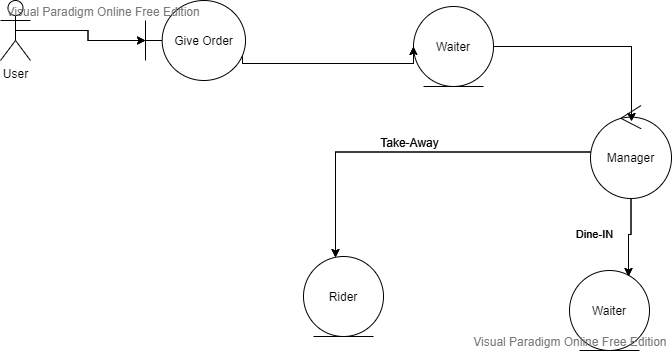 Visual Paradigm Online Free Edition
Give Order
Waiter
User
Take-Away
Manager
Dine-IN
Rider
Waiter
Visual Paradigm Online Free Edition